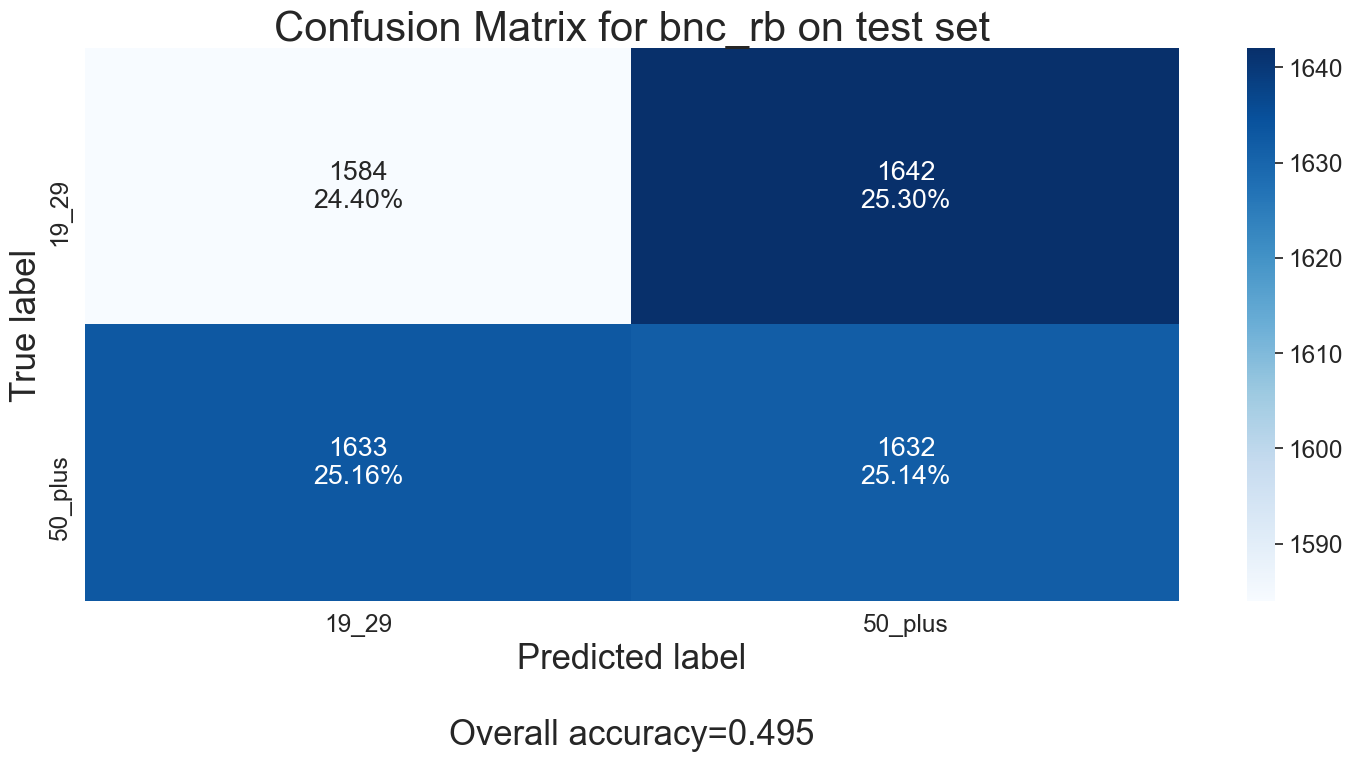 Confusion Matrix for bnc_rb on test set
True label
19_29
50_plus
1584
24.40%
1642
25.30%
1633
25.16%
1632
25.14%
19_29
50_plus
Predicted label
Overall accuracy=0.495
1640
1630
1620
1610
1600
1590